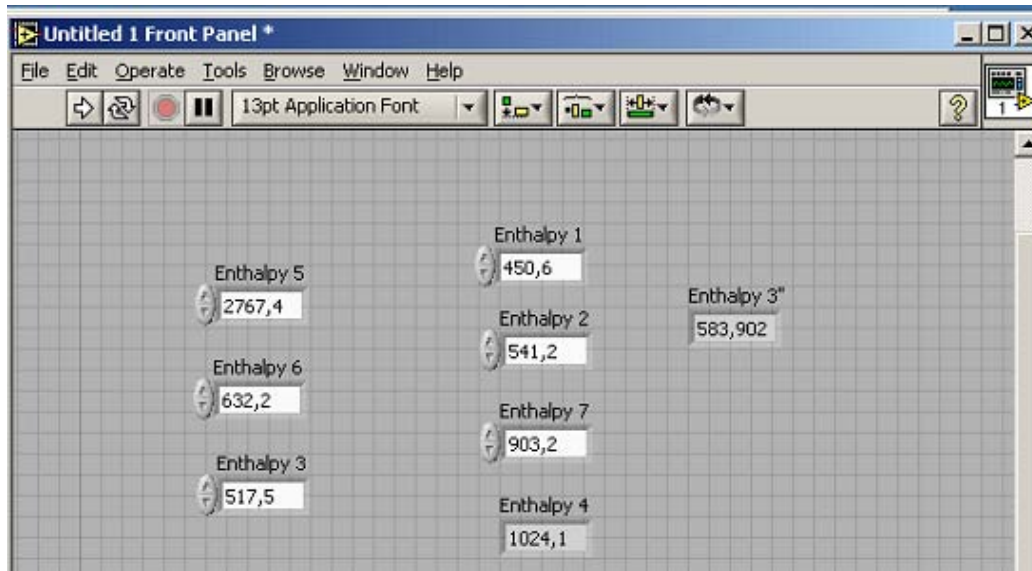 Untitled 1 Front Panel *
File Edit Operate Tools Browse Window Help
13pt Application Font
1
Enthalpy 5
2767,4
Enthalpy 6
632,2
Enthalpy 3
517,5
Enthalpy 1
450,6
Enthalpy 2
541,2
Enthalpy 7
903,2
Enthalpy 4
1024,1
Enthalpy 3"
583,902